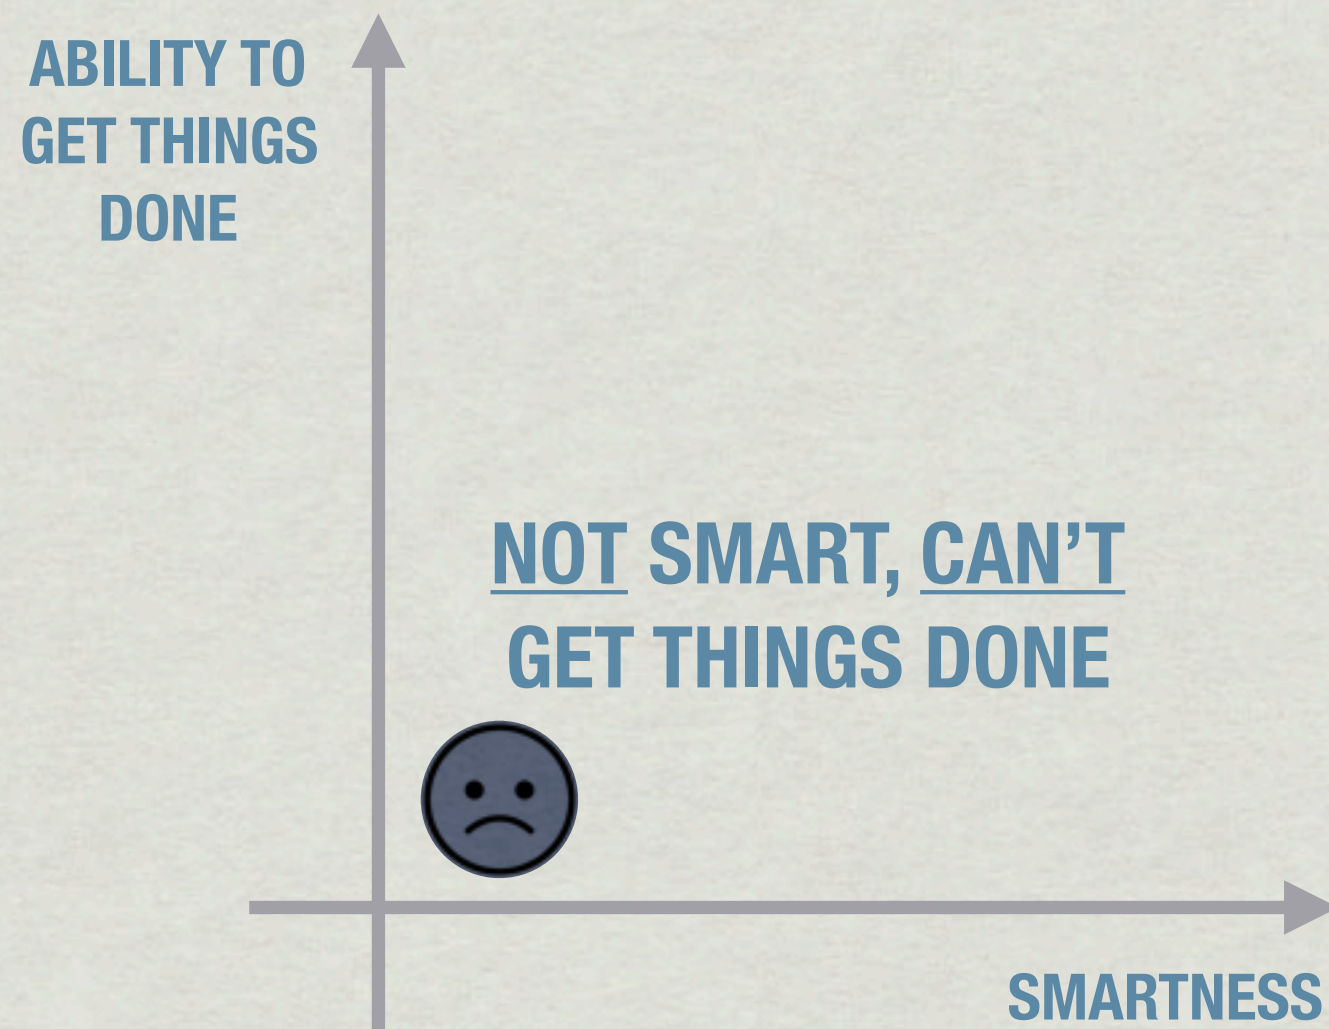 ABILITY TO
GET THINGS
DONE
NOT SMART, CAN’T
GET THINGS DONE
SMARTNESS